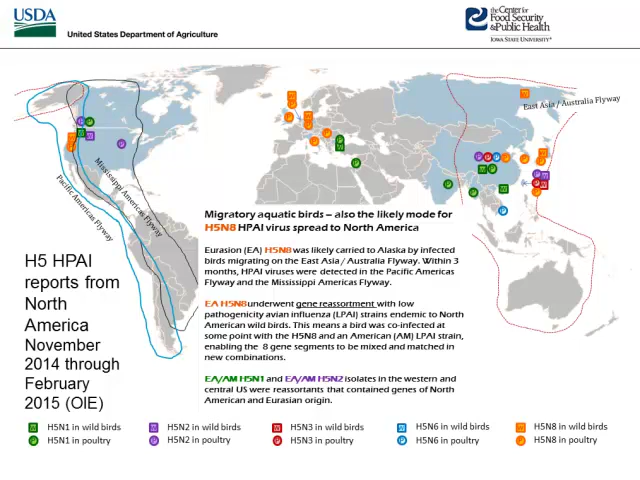 USDA
United States Department of Agriculture
the Center for
Food Security
& Public Health
IOWA STATE UNIVERSITY®
East Asia / Australia Flyway
Mississippi Americas Flyway
Pacific Americas Flyway
Migratory aquatic birds – also the likely mode for
H5N8 HPAI virus spread to North America
Eurasion (EA) H5N8 was likely carried to Alaska by infected
birds migrating on the East Asia / Australia Flyway. Within 3
months, HPAI viruses were detected in the Pacific Americas
Flyway and the Mississippi Americas Flyway.
EA H5N8 underwent gene reassortment with low
pathogenicity avian influenza (LPAI) strains endemic to North
American wild birds. This means a bird was co-infected at
some point with the H5N8 and an American (AM) LPAI strain,
enabling the 8 gene segments to be mixed and matched in
new combinations.
EA/AM H5N1 and EA/AM H5N2 isolates in the western and
central US were reassortants that contained genes of North
American and Eurasian origin.
H5 HPAI
reports from
North
America
November
2014 through
February
2015 (OIE)
H5N1 in wild birds
H5N2 in wild birds
H5N3 in wild birds
H5N6 in wild birds
H5N8 in wild birds
H5N1 in poultry
H5N2 in poultry
H5N3 in poultry
H5N6 in poultry
H5N8 in poultry